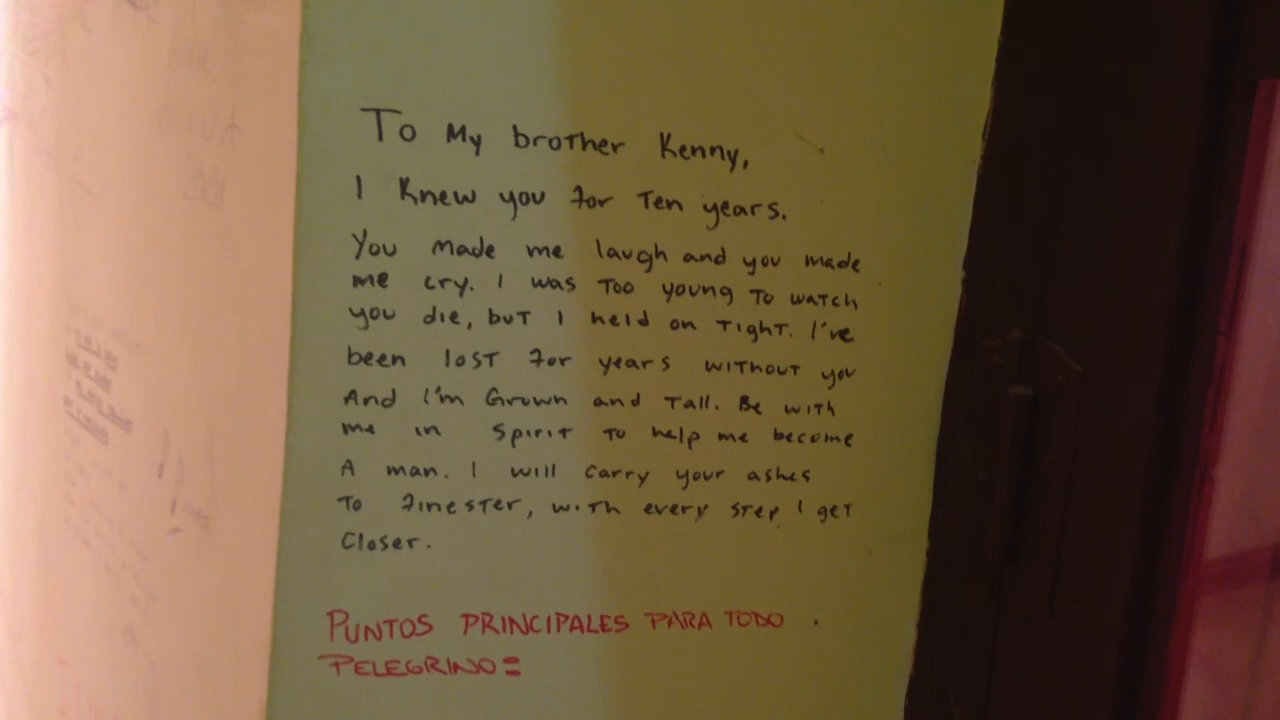 To My brother Kenny,
I Knew you for Ten years.
You made me laugh and you made
me cry. I was Too young To watch
you die, but I held on Tight. I've
been lost for years without you
And I'm Grown and Tall. Be with
me in Spirit To help me become
A man. I will carry your ashes
To finester, with every step I get
Closer.
PUNTOS PRINCIPALES PARA TODO
PELEGRINO: